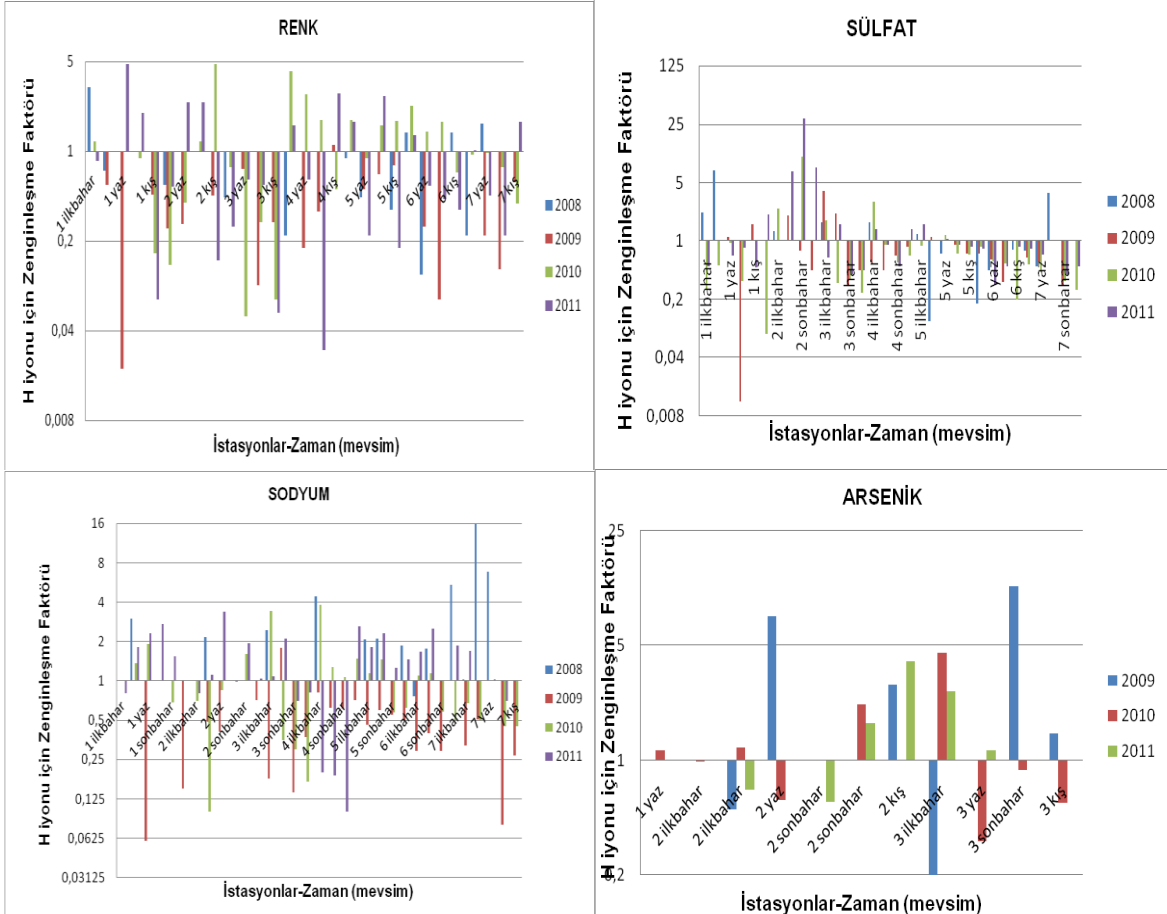 RENK
H iyonu için Zenginleşme Faktörü
5
1
0,2
0,04
0,008
1 ilkbahar
1 yaz
1 kış
2 yaz
2 kış
3yaz
3 kış
4 yaz
4 kış
5 yaz
5 kış
6 yaz
6 kış
7 yaz
7 kış
2008
2009
2010
2011
İstasyonlar-Zaman (mevsim)
SÜLFAT
H iyonu için Zenginleşme Faktörü
125
25
5
1
0,2
0,04
0,008
1 ilkbahar
1 yaz
1 kış
2 ilkbahar
2 sonbahar
3 ilkbahar
3 sonbahar
4 ilkbahar
4 sonbahar
5 ilkbahar
5 yaz
5 kış
6 yaz
6 kış
7 yaz
7 sonbahar
2008
2009
2010
2011
İstasyonlar-Zaman (mevsim)
SODYUM
H iyonu için Zenginleşme Faktörü
16
8
4
2
1
0,5
0,25
0,125
0,0625
0,03125
1 ilkbahar
1 yaz
1 sonbahar
2 ilkbahar
2 yaz
2 sonbahar
3 ilkbahar
3 sonbahar
4 ilkbahar
4 sonbahar
5 ilkbahar
5 sonbahar
6 ilkbahar
6 sonbahar
7 ilkbahar
7 yaz
7 kış
2008
2009
2010
2011
İstasyonlar-Zaman (mevsim)
ARSENİK
H iyonu için Zenginleşme Faktörü
25
5
1
0,2
1 yaz
2 ilkbahar
2 ilkbahar
2 yaz
2 sonbahar
2 sonbahar
2 kış
3 ilkbahar
3 yaz
3 sonbahar
3 kış
2009
2010
2011
İstasyonlar-Zaman (mevsim)